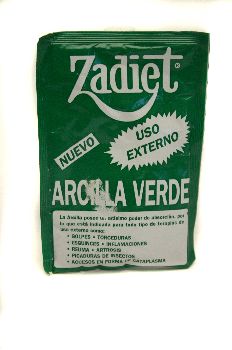 Zadiet®
NUEVO
USO
EXTERNO
ARCILLA VERDE
La Arcilla posee un altísimo poder de absorción, por
lo que está indicada para todo tipo de terapias de
uso externo como:
• GOLPES • TORCEDURAS
• ESGUINCES • INFLAMACIONES
• REUMA • ARTROSIS
• PICADURAS DE INSECTOS
• ACCESOS EN FORMA DE CATAPLASMA